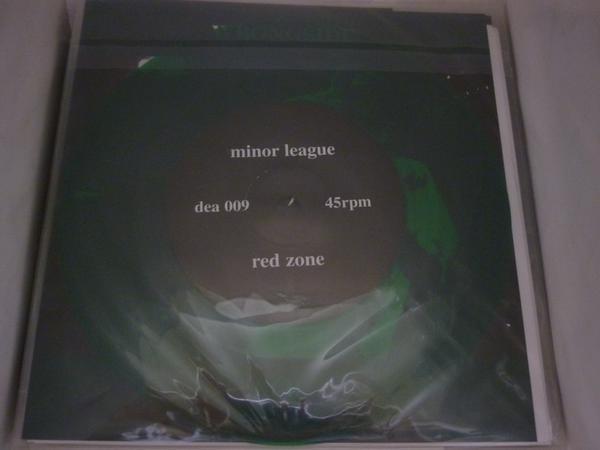 minor league
dea 009 45rpm
red zone